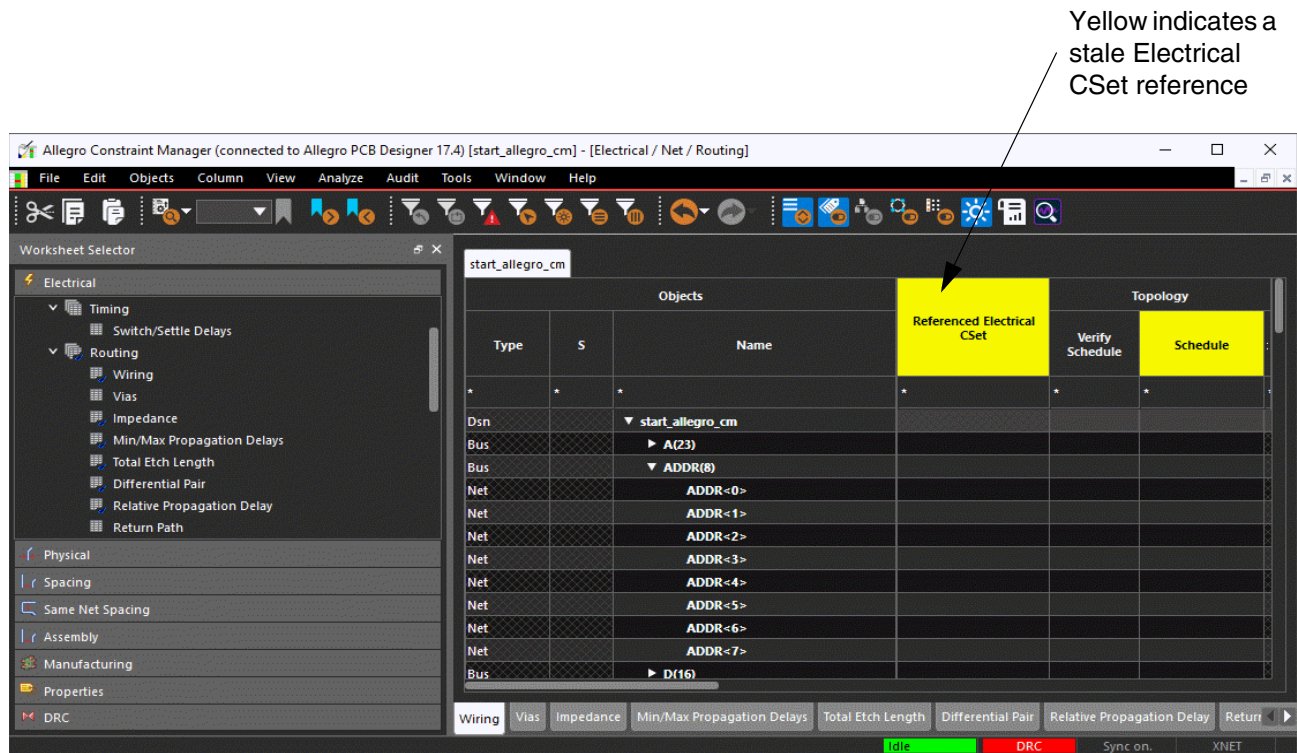 Yellow indicates a
stale Electrical
CSet reference
Allegro Constraint Manager (connected to Allegro PCB Designer 17.4) [start_allegro_cm] - [Electrical / Net / Routing]
File Edit Objects Column View Analyze Audit Tools Window Help
Worksheet Selector
Electrical
Timing
Switch/Settle Delays
Routing
Wiring
Vias
Impedance
Min/Max Propagation Delays
Total Etch Length
Differential Pair
Relative Propagation Delay
Return Path
Physical
Spacing
Same Net Spacing
Assembly
Manufacturing
Properties
DRC
start_allegro_cm
Objects
Referenced Electrical
CSet
Topology
Type S Name
Verify
Schedule
Schedule
* * * * * *
Dsn start_allegro_cm
Bus A(23)
Bus ADDR(8)
Net ADDR<0>
Net ADDR<1>
Net ADDR<2>
Net ADDR<3>
Net ADDR<4>
Net ADDR<5>
Net ADDR<6>
Net ADDR<7>
Bus D(16)
Wiring Vias Impedance Min/Max Propagation Delays Total Etch Length Differential Pair Relative Propagation Delay Return
Idle DRC Sync on. XNET